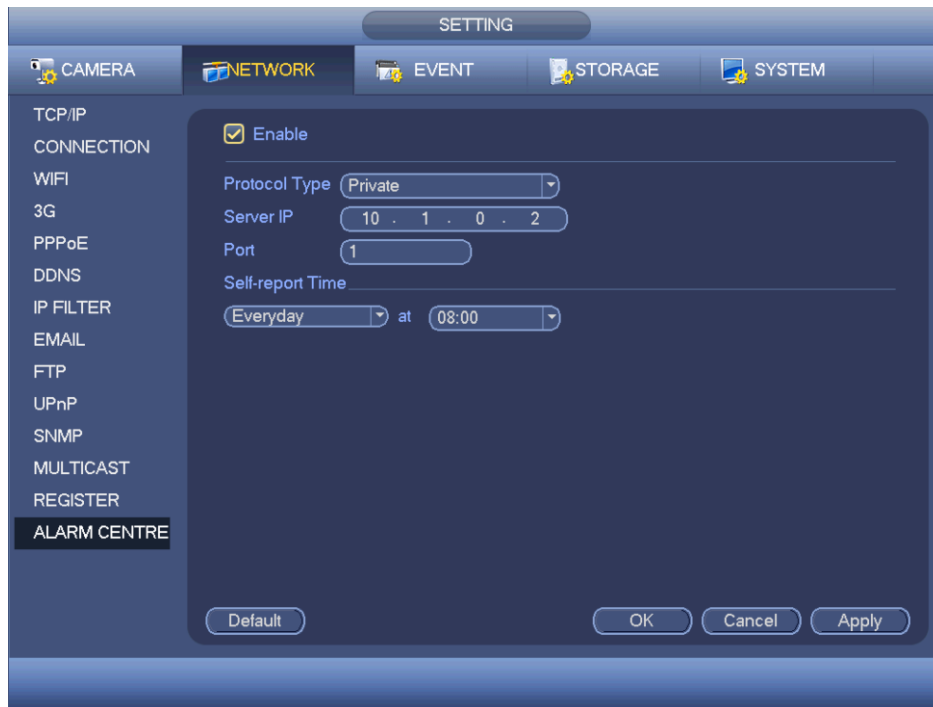 SETTING
CAMERA NETWORK EVENT STORAGE SYSTEM
TCP/IP
CONNECTION
WIFI
3G
PPPoE
DDNS
IP FILTER
EMAIL
FTP
UPnP
SNMP
MULTICAST
REGISTER
ALARM CENTRE
Enable
Protocol Type Private
Server IP 10 . 1 . 0 . 2
Port 1
Self-report Time
Everyday at 08:00
Default OK Cancel Apply